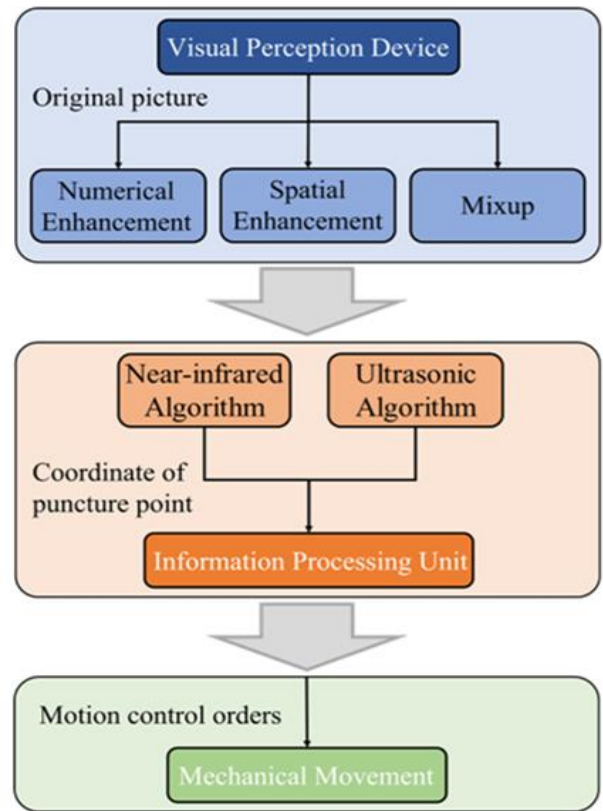 Visual Perception Device
Original picture
Numerical
Enhancement
Spatial
Enhancement
Mixup
Near-infrared
Algorithm
Ultrasonic
Algorithm
Coordinate of
puncture point
Information Processing Unit
Motion control orders
Mechanical Movement